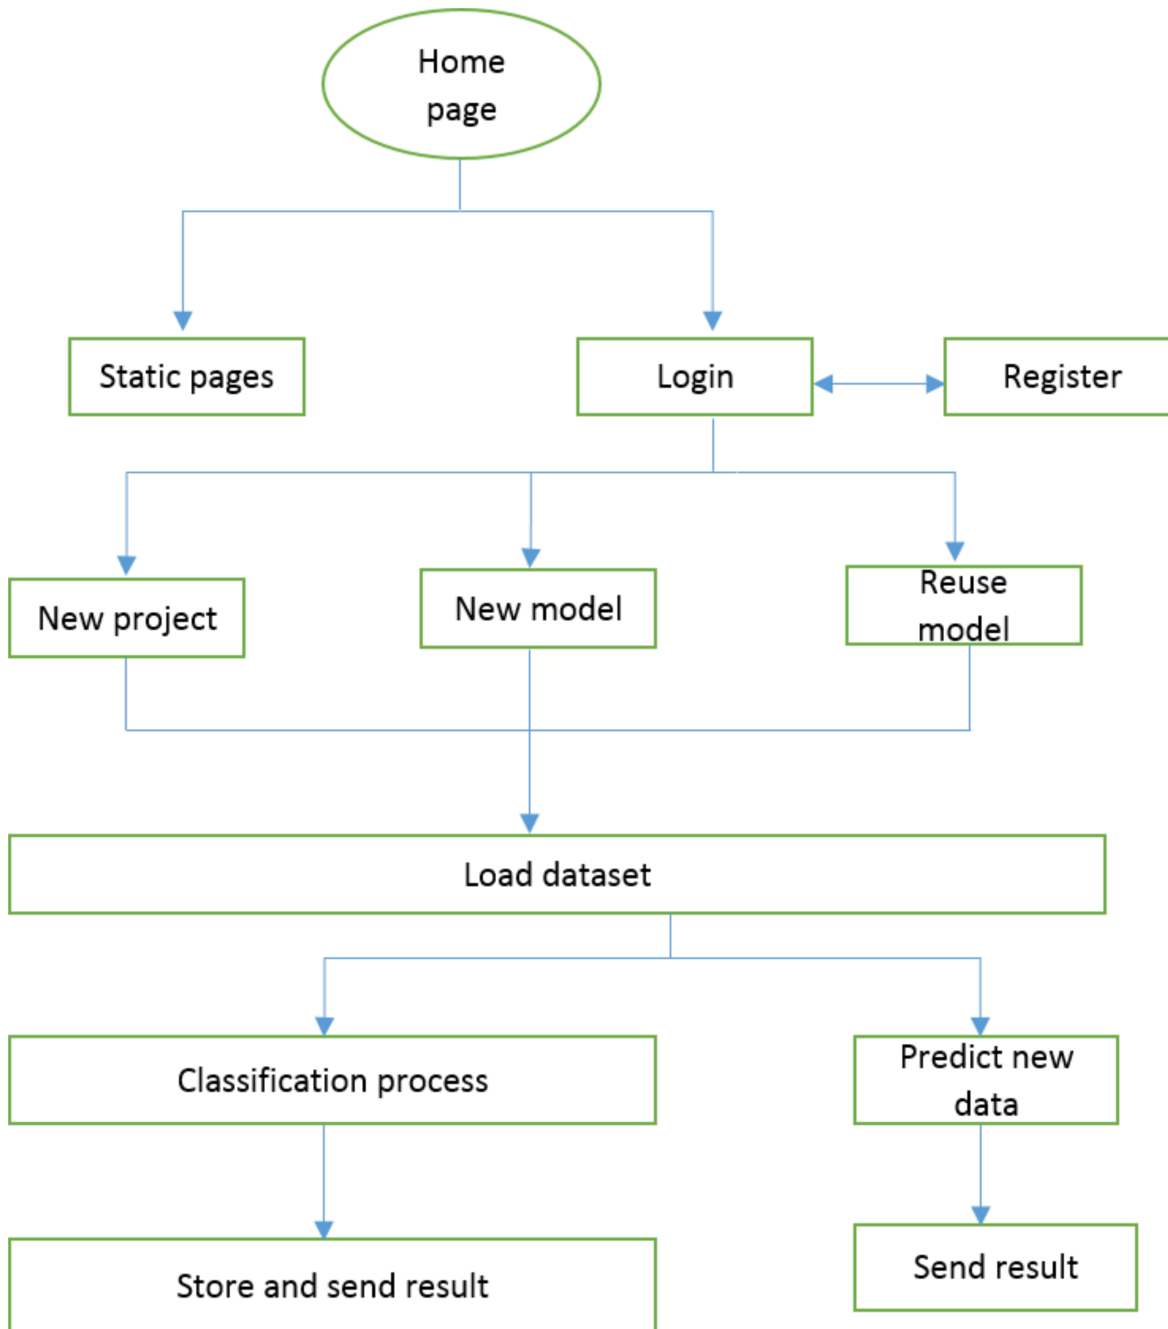 Home
page
Static pages
Login
Register
New project
New model
Reuse
model
Load dataset
Classification process
Predict new
data
Store and send result
Send result